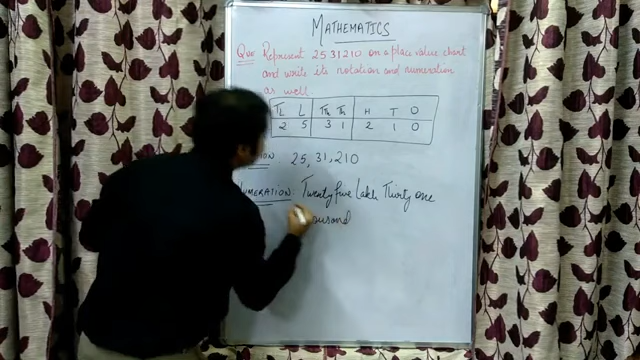 MATHEMATICS
Que Represent 2531210 on a place value chart
and write its notation and numeration
as well.
TL L TTh Th H T O
2 5 3 1 2 1 0
25,31,210
NUMERATION: Twenty five Lakh Thirty one